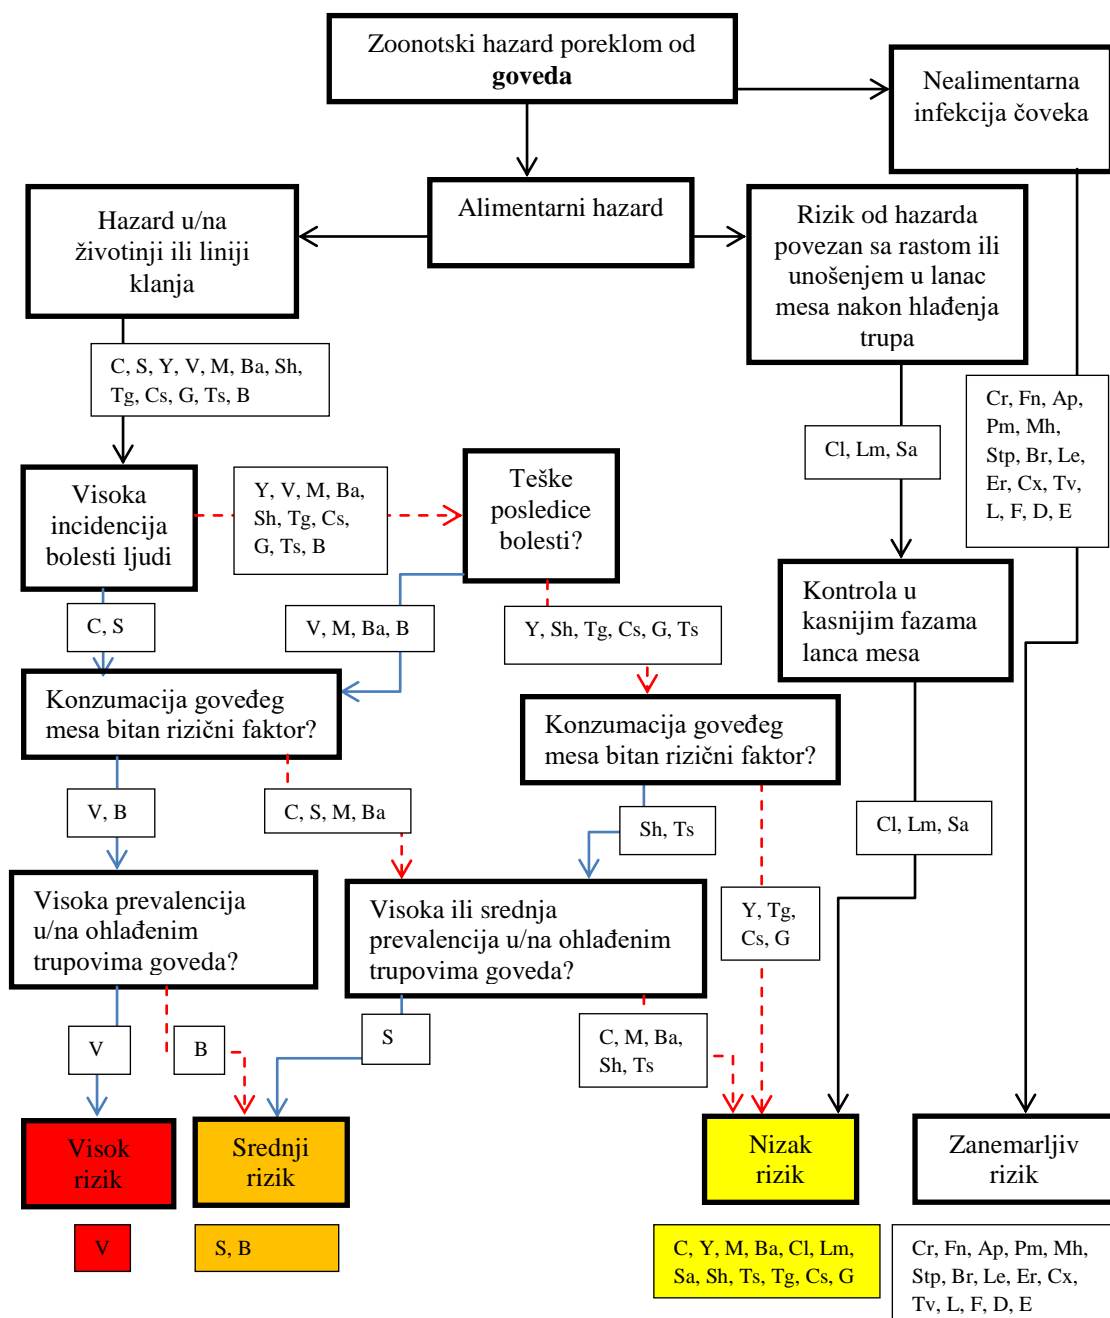 Zoonotski hazard poreklom od
goveda
Nealimentarna
infekcija čoveka
Alimentarni hazard
Hazard u/na
životinji ili liniji
klanja
Rizik od hazarda
povezan sa rastom ili
unošenjem u lanac
mesa nakon hlađenja
trupa
C, S, Y, V, M, Ba, Sh,
Tg, Cs, G, Ts, B
Cr, Fn, Ap,
Pm, Mh,
Stp, Br, Le,
Er, Cx, Tv,
L, F, D, E
Cl, Lm, Sa
Visoka
incidencija
bolesti ljudi
Y, V, M, Ba,
Sh, Tg, Cs,
G, Ts, B
Teške
posledice
bolesti?
Kontrola u
kasnijim fazama
lanca mesa
C, S
V, M, Ba, B
Y, Sh, Tg, Cs, G, Ts
Konzumacija goveđeg
mesa bitan rizični faktor?
Konzumacija goveđeg
mesa bitan rizični faktor?
V, B
C, S, M, Ba
Sh, Ts
Cl, Lm, Sa
Visoka prevalencija
u/na ohlađenim
trupovima goveda?
Visoka ili srednja
prevalencija u/na ohlađenim
trupovima goveda?
Y, Tg,
Cs, G
V
B
S
C, M, Ba,
Sh, Ts
Visok
rizik
Srednji
rizik
Nizak
rizik
Zanemarljiv
rizik
V
S, B
C, Y, M, Ba, Cl, Lm,
Sa, Sh, Ts, Tg, Cs, G
Cr, Fn, Ap, Pm, Mh,
Stp, Br, Le, Er, Cx,
Tv, L, F, D, E